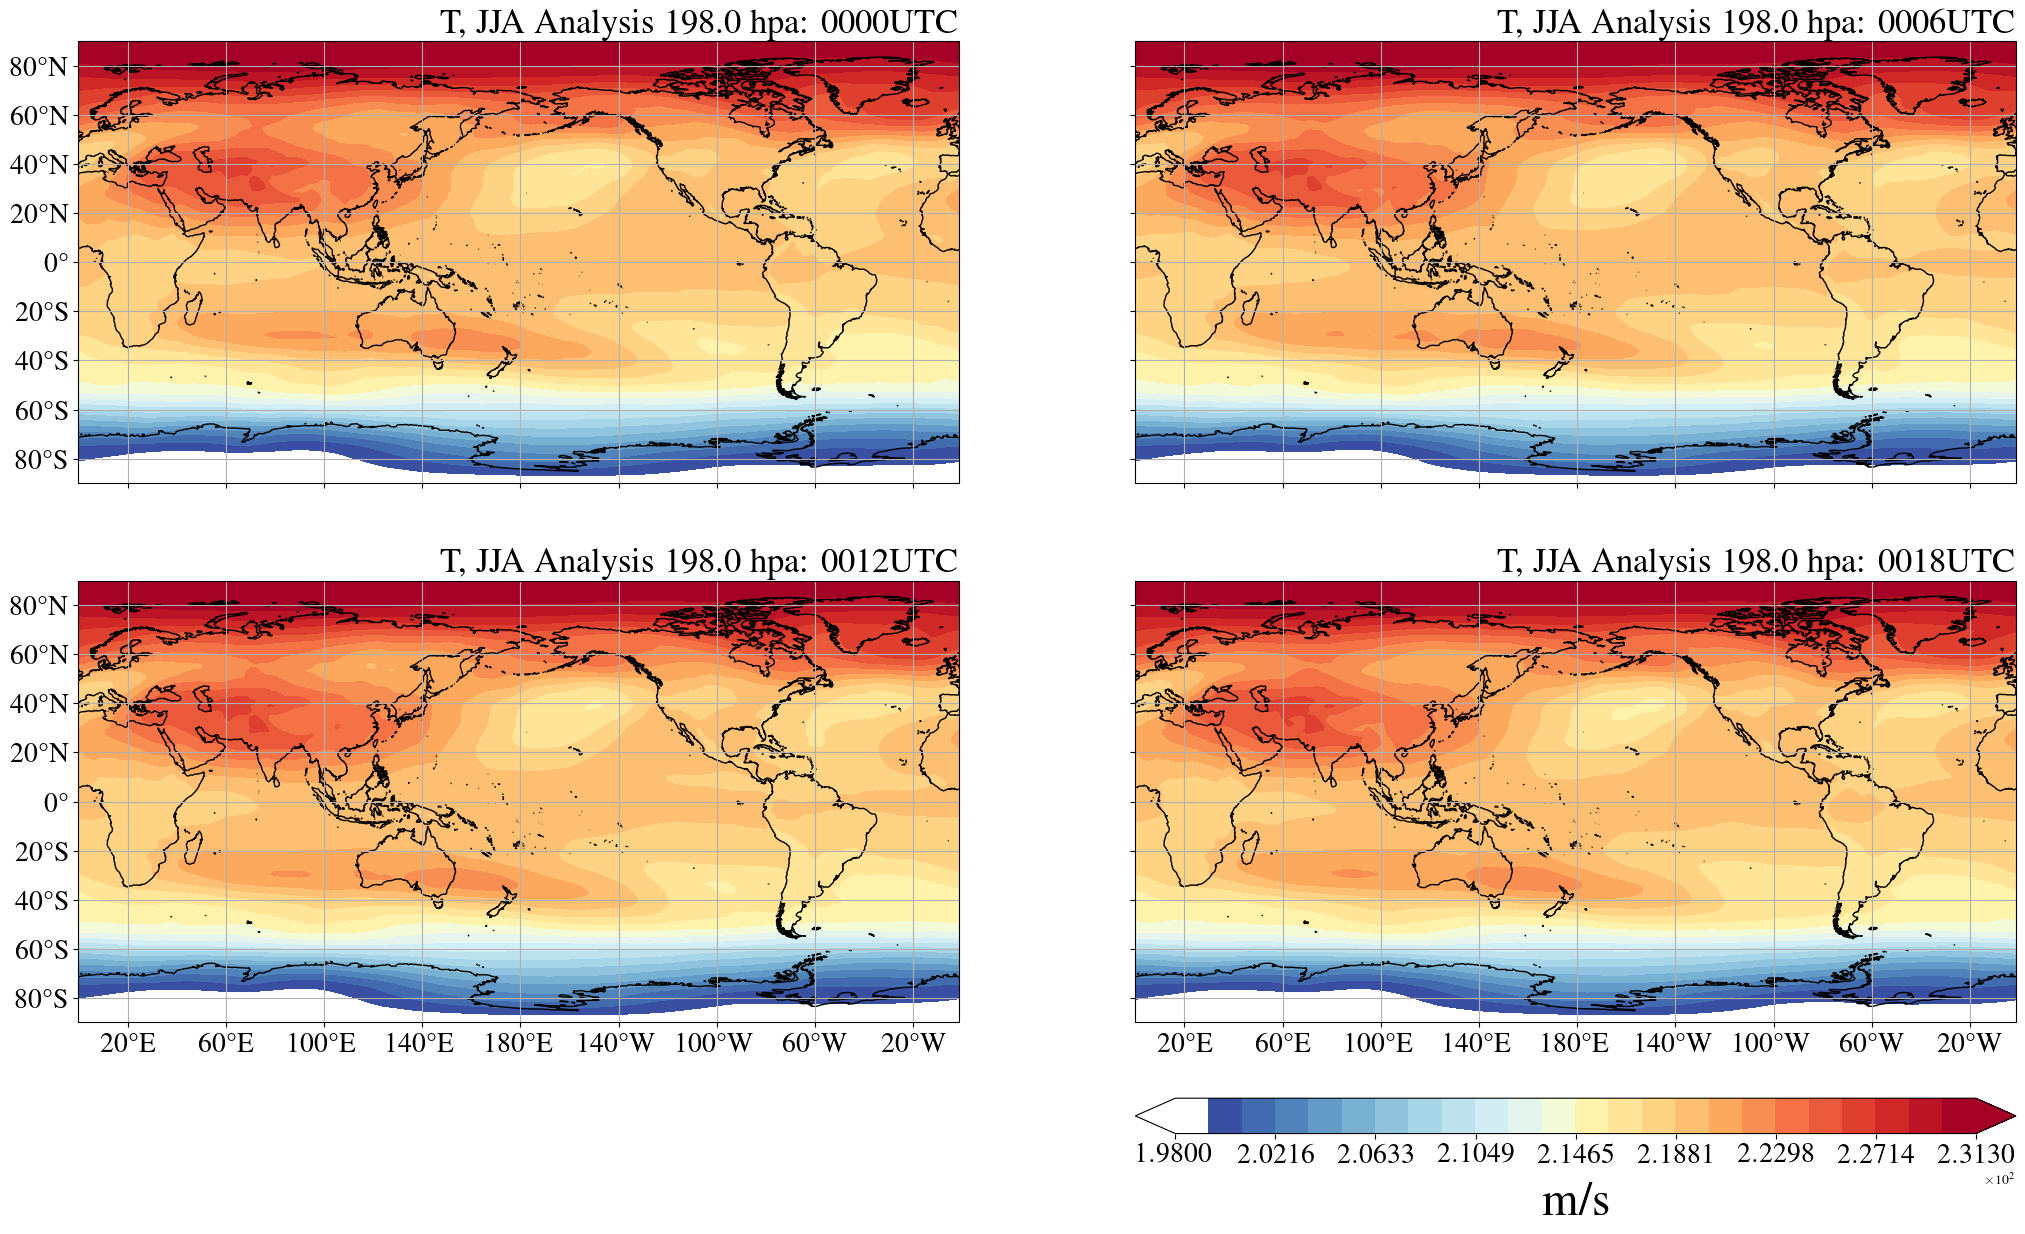 T, JJA Analysis 198.0 hpa: 0000UTC
T, JJA Analysis 198.0 hpa: 0006UTC
80°N
60°N
40°N
20°N
0°
20°S
40°S
60°S
80°S
T, JJA Analysis 198.0 hpa: 0012UTC
T, JJA Analysis 198.0 hpa: 0018UTC
80°N
60°N
40°N
20°N
0°
20°S
40°S
60°S
80°S
20°E 60°E 100°E 140°E 180°E 140°W 100°W 60°W 20°W
20°E 60°E 100°E 140°E 180°E 140°W 100°W 60°W 20°W
1.9800 2.0216 2.0633 2.1049 2.1465 2.1881 2.2298 2.2714 2.3130
×10²
m/s